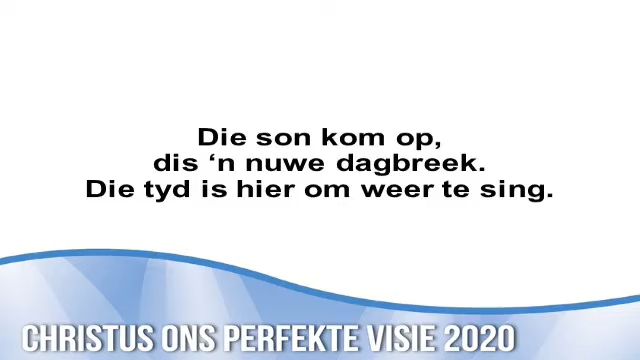 Die son kom op,
dis ‘n nuwe dagbreek.
Die tyd is hier om weer te sing.
CHRISTUS ONS PERFEKTE VISIE 2020